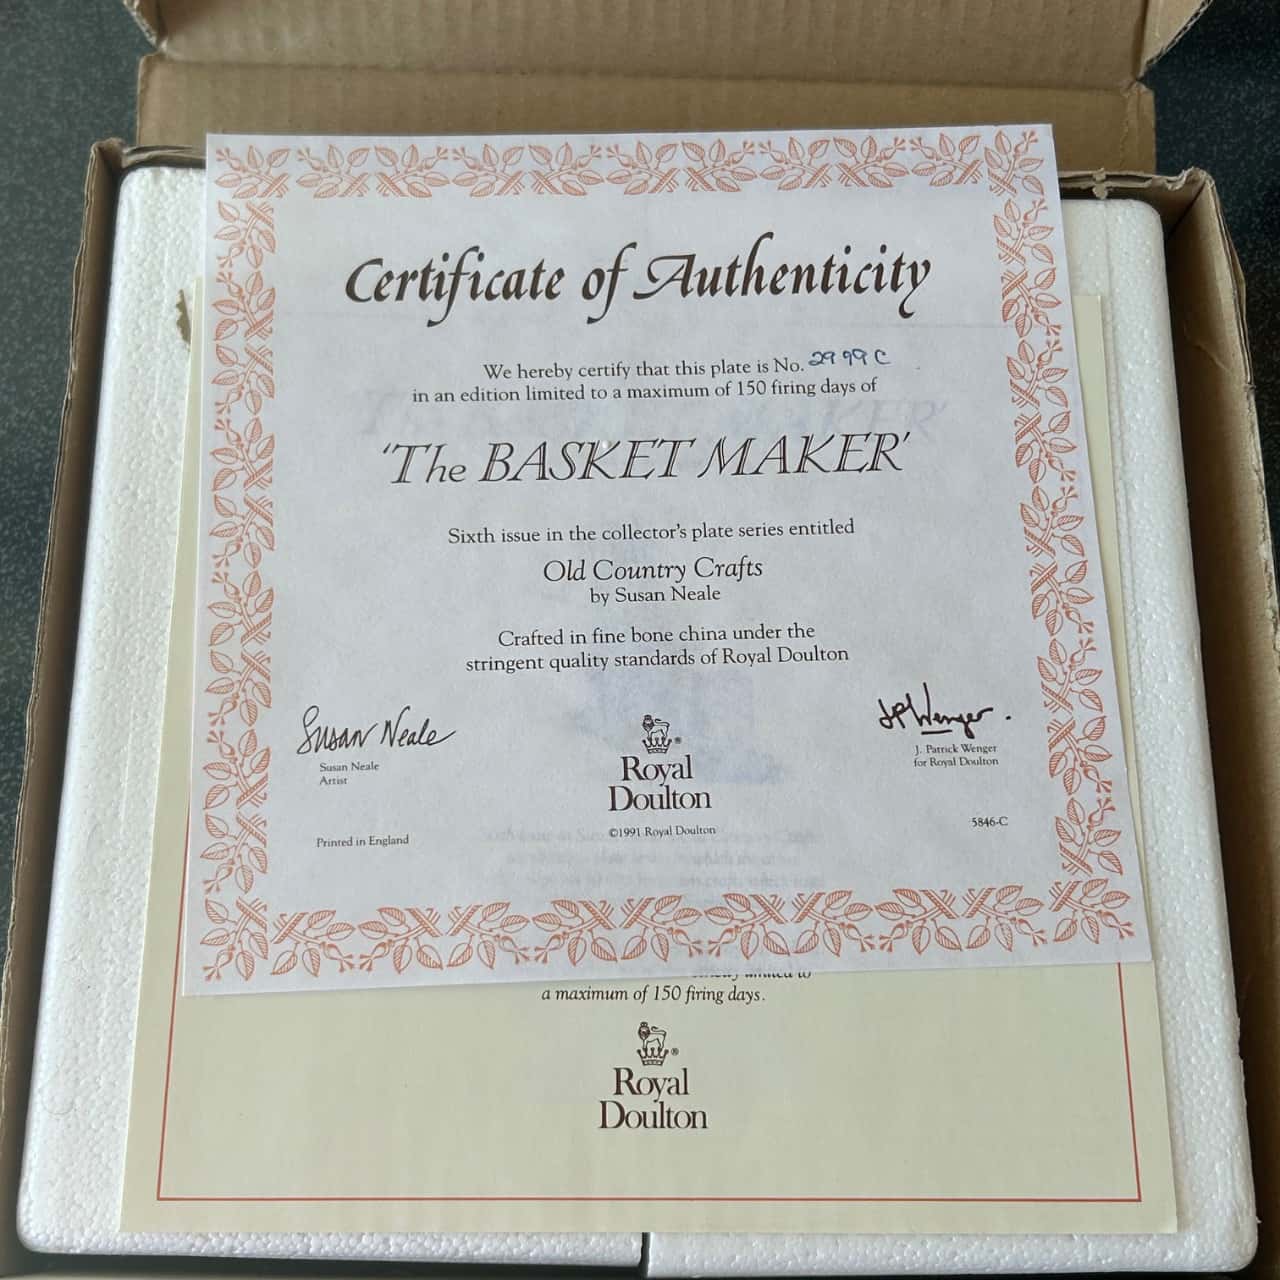 Certificate of Authenticity
We hereby certify that this plate is No. 2999 C
in an edition limited to a maximum of 150 firing days of
'The BASKET MAKER'
Sixth issue in the collector's plate series entitled
Old Country Crafts
by Susan Neale
Crafted in fine bone china under the
stringent quality standards of Royal Doulton
Susan Neale
Susan Neale
Artist
Printed in England
®
Royal
Doulton
©1991 Royal Doulton
J P Wenger.
J. Patrick Wenger
for Royal Doulton
5846-C
limited to
a maximum of 150 firing days.
®
Royal
Doulton